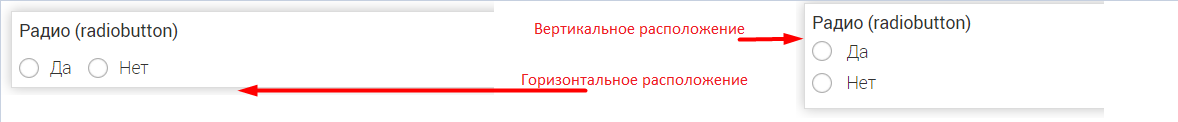 Радио (radiobutton)
Да Нет
Вертикальное расположение
Горизонтальное расположение
Радио (radiobutton)
Да
Нет